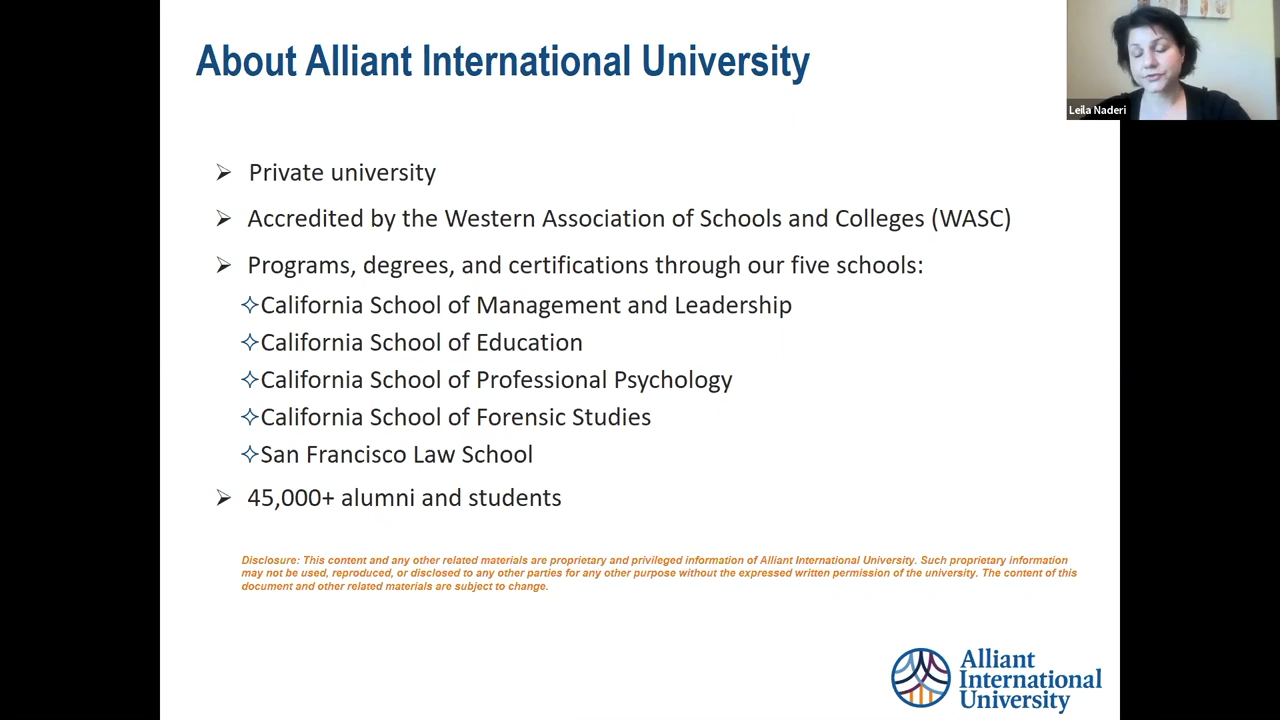 About Alliant International University
Leila Naderi
Private university
Accredited by the Western Association of Schools and Colleges (WASC)
Programs, degrees, and certifications through our five schools:
California School of Management and Leadership
California School of Education
California School of Professional Psychology
California School of Forensic Studies
San Francisco Law School
45,000+ alumni and students
Disclosure: This content and any other related materials are proprietary and privileged information of Alliant International University. Such proprietary information
may not be used, reproduced, or disclosed to any other parties for any other purpose without the expressed written permission of the university. The content of this
document and other related materials are subject to change.
Alliant
International
University